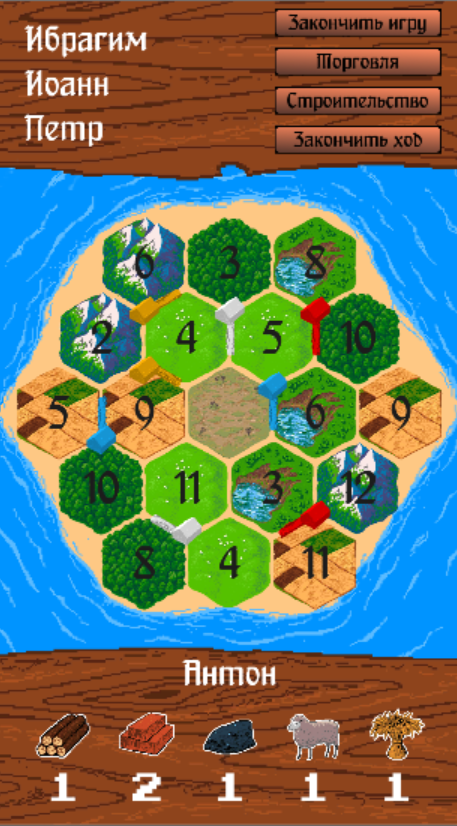 Ибрагим
Иоанн
Петр
Закончить игру
Торговля
Строительство
Закончить ход
6 3 8
2 4 5 10
5 9 6 9
10 11 3 12
8 4 11
Антон
1 2 1 1 1